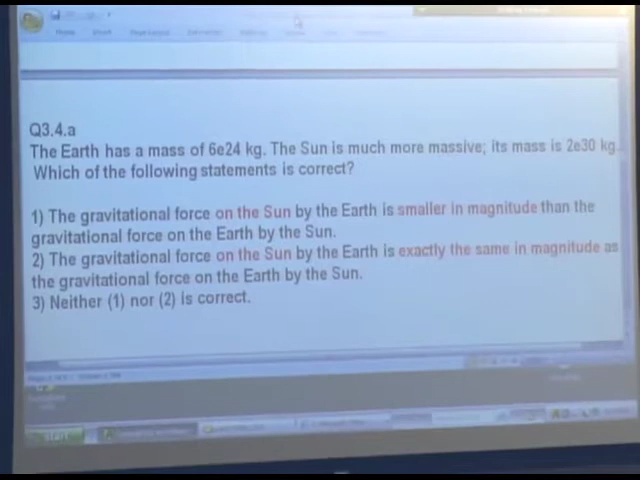 Q3.4.a
The Earth has a mass of 6e24 kg. The Sun is much more massive; its mass is 2e30 kg.
Which of the following statements is correct?
1) The gravitational force on the Sun by the Earth is smaller in magnitude than the
gravitational force on the Earth by the Sun.
2) The gravitational force on the Sun by the Earth is exactly the same in magnitude as
the gravitational force on the Earth by the Sun.
3) Neither (1) nor (2) is correct.
start